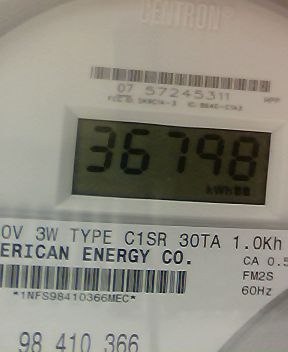 CENTRON®
07 57245311
36798
kWh
0V 3W TYPE C1SR 30TA 1.0Kh
ERICAN ENERGY CO.
CA 0.5
FM2S
*1NFS98410366MEC*
60Hz
98 410 366